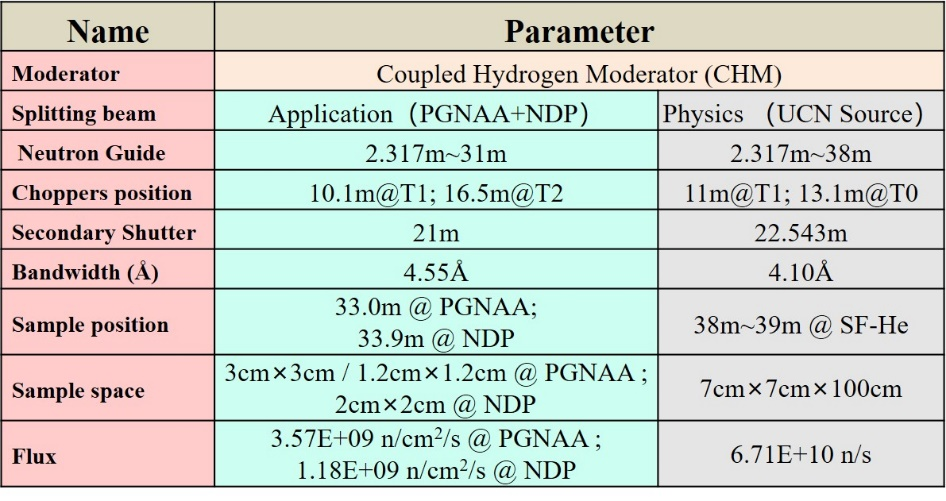 Name Parameter
Moderator Coupled Hydrogen Moderator (CHM)
Splitting beam Application（PGNAA+NDP） Physics （UCN Source）
Neutron Guide 2.317m~31m 2.317m~38m
Choppers position 10.1m@T1; 16.5m@T2 11m@T1; 13.1m@T0
Secondary Shutter 21m 22.543m
Bandwidth (Å) 4.55Å 4.10Å
Sample position 33.0m @ PGNAA;
33.9m @ NDP 38m~39m @ SF-He
Sample space 3cm×3cm / 1.2cm×1.2cm @ PGNAA ;
2cm×2cm @ NDP 7cm×7cm×100cm
Flux 3.57E+09 n/cm²/s @ PGNAA ;
1.18E+09 n/cm²/s @ NDP 6.71E+10 n/s